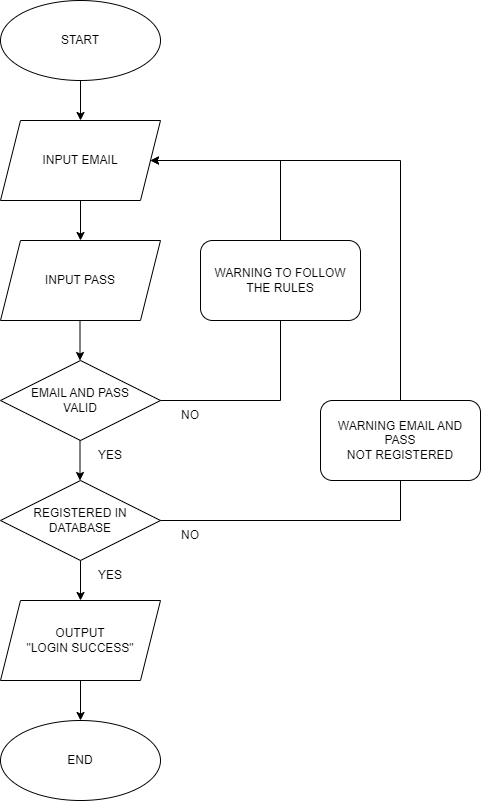 START
INPUT EMAIL
INPUT PASS
WARNING TO FOLLOW
THE RULES
EMAIL AND PASS
VALID
NO
WARNING EMAIL AND
PASS
NOT REGISTERED
YES
REGISTERED IN
DATABASE
NO
YES
OUTPUT
"LOGIN SUCCESS"
END